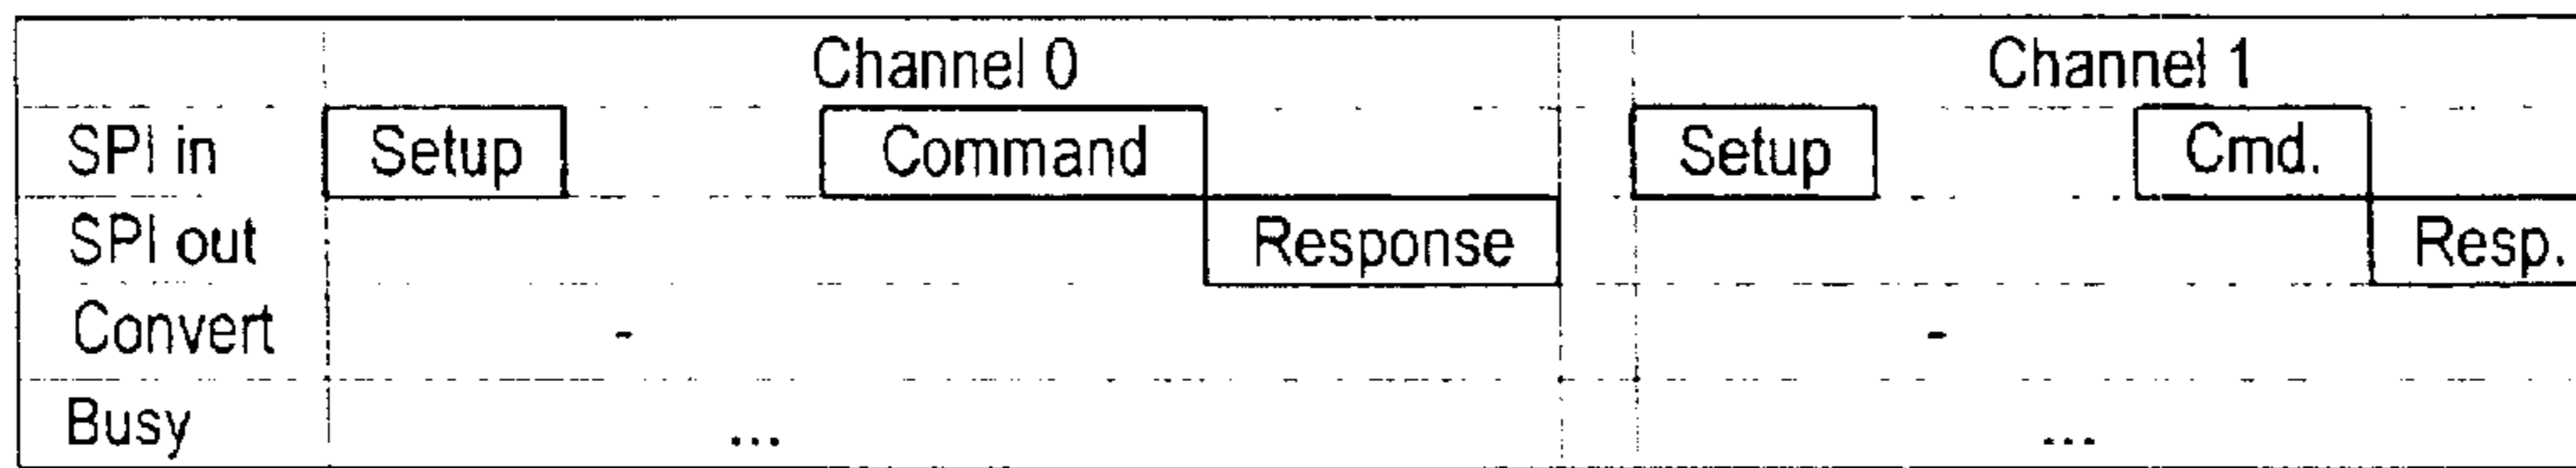 Channel 0 Channel 1
SPI in Setup Command Setup Cmd.
SPI out Response Resp.
Convert - -
Busy ... ...